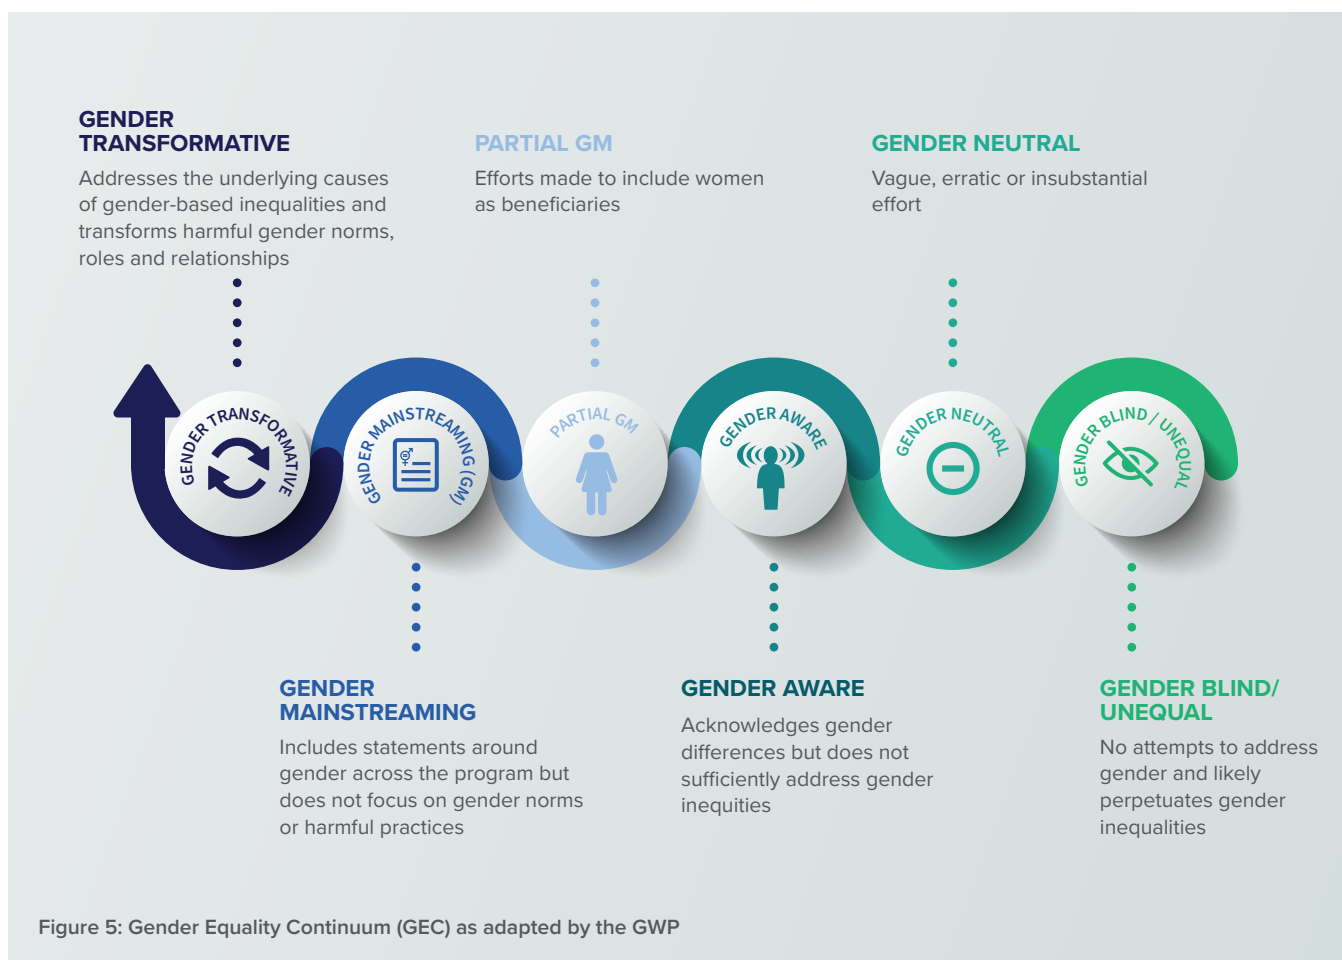 GENDER
TRANSFORMATIVE
Addresses the underlying causes
of gender-based inequalities and
transforms harmful gender norms,
roles and relationships
PARTIAL GM
Efforts made to include women
as beneficiaries
GENDER NEUTRAL
Vague, erratic or insubstantial
effort
GENDER TRANSFORMATIVE
GENDER MAINSTREAMING (GM)
PARTIAL GM
GENDER AWARE
GENDER NEUTRAL
GENDER BLIND / UNEQUAL
GENDER
MAINSTREAMING
Includes statements around
gender across the program but
does not focus on gender norms
or harmful practices
GENDER AWARE
Acknowledges gender
differences but does not
sufficiently address gender
inequities
GENDER BLIND/
UNEQUAL
No attempts to address
gender and likely
perpetuates gender
inequalities
Figure 5: Gender Equality Continuum (GEC) as adapted by the GWP